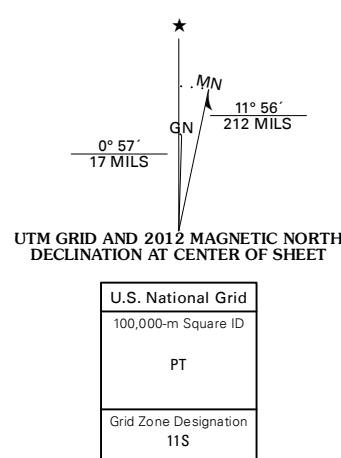 MN
11° 56´
212 MILS
GN
0° 57´
17 MILS
UTM GRID AND 2012 MAGNETIC NORTH
DECLINATION AT CENTER OF SHEET
U.S. National Grid
100,000-m Square ID
PT
Grid Zone Designation
11S